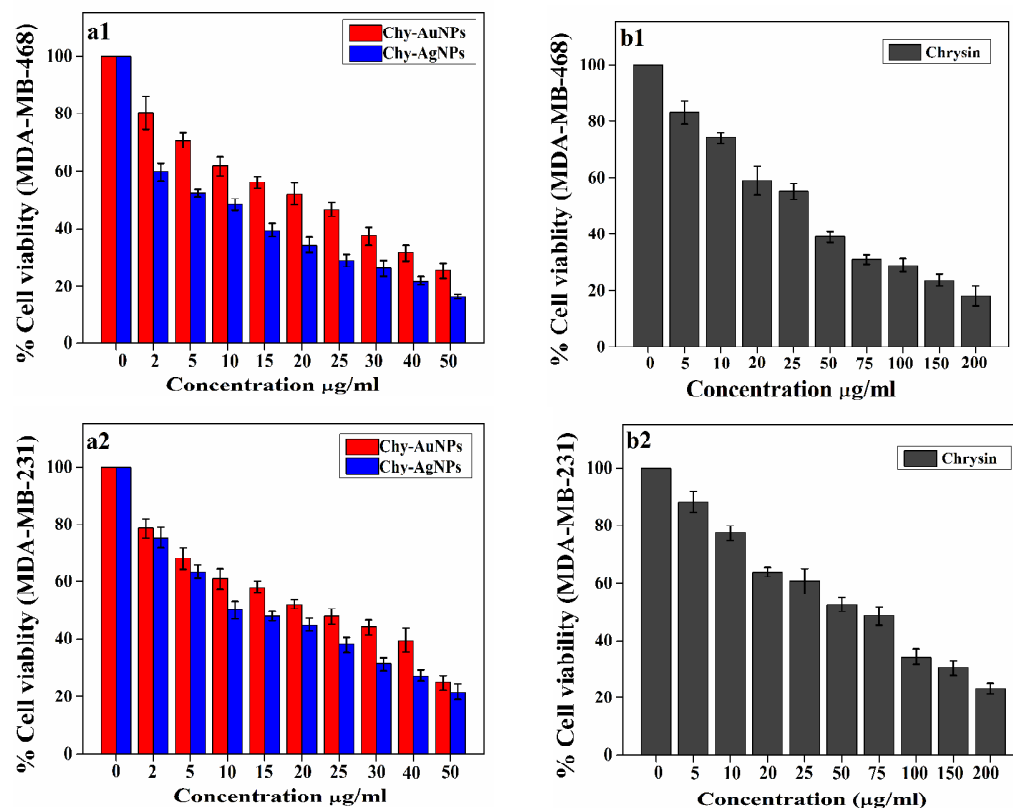 a1
Chy-AuNPs
Chy-AgNPs
% Cell viablity (MDA-MB-468)
100
80
60
40
20
0
0 2 5 10 15 20 25 30 40 50
Concentration μg/ml
b1
Chrysin
% Cell viability (MDA-MB-468)
100
80
60
40
20
0
0 5 10 20 25 50 75 100 150 200
Concentration μg/ml
a2
Chy-AuNPs
Chy-AgNPs
% Cell viablity (MDA-MB-231)
100
80
60
40
20
0
0 2 5 10 15 20 25 30 40 50
Concentration μg/ml
b2
Chrysin
% Cell viability (MDA-MB-231)
100
80
60
40
20
0
0 5 10 20 25 50 75 100 150 200
Concentration (μg/ml)